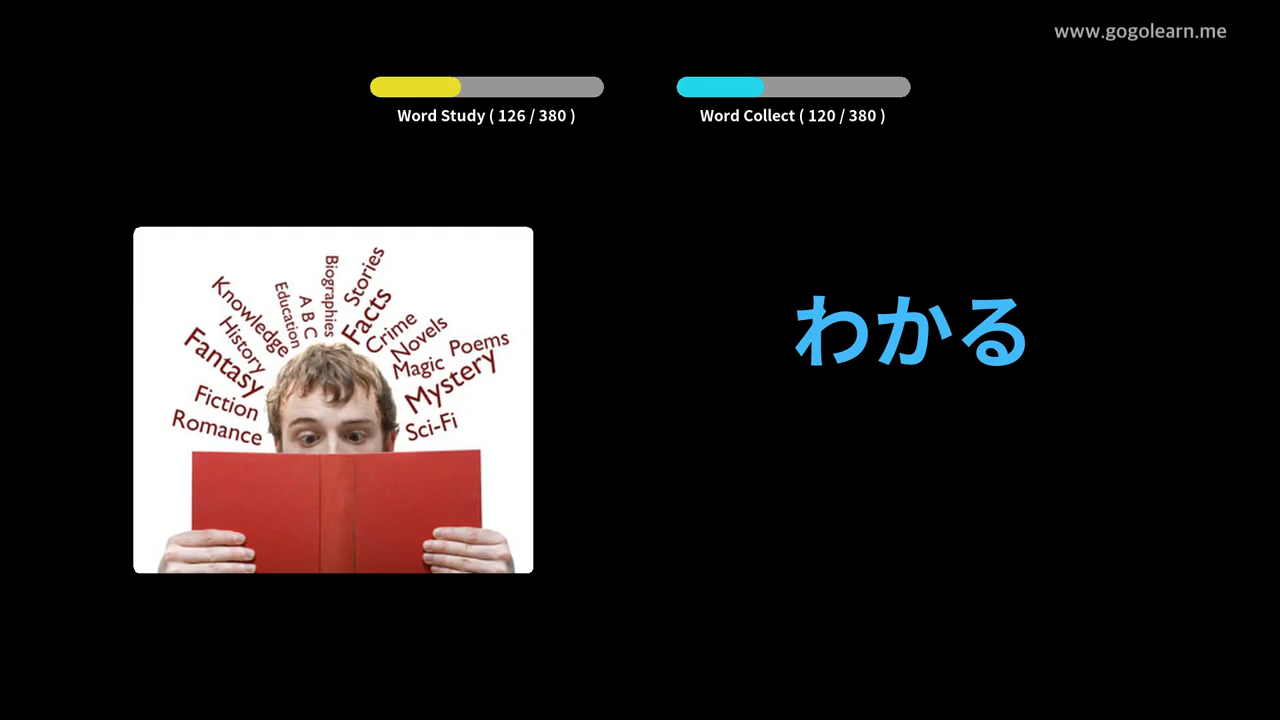 www.gogolearn.me
Word Study ( 126 / 380 )
Word Collect ( 120 / 380 )
わかる
Biographies
Stories
Education
A B C
Facts
Knowledge
Crime
History
Novels
Poems
Fantasy
Magic
Mystery
Fiction
Romance
Sci-Fi